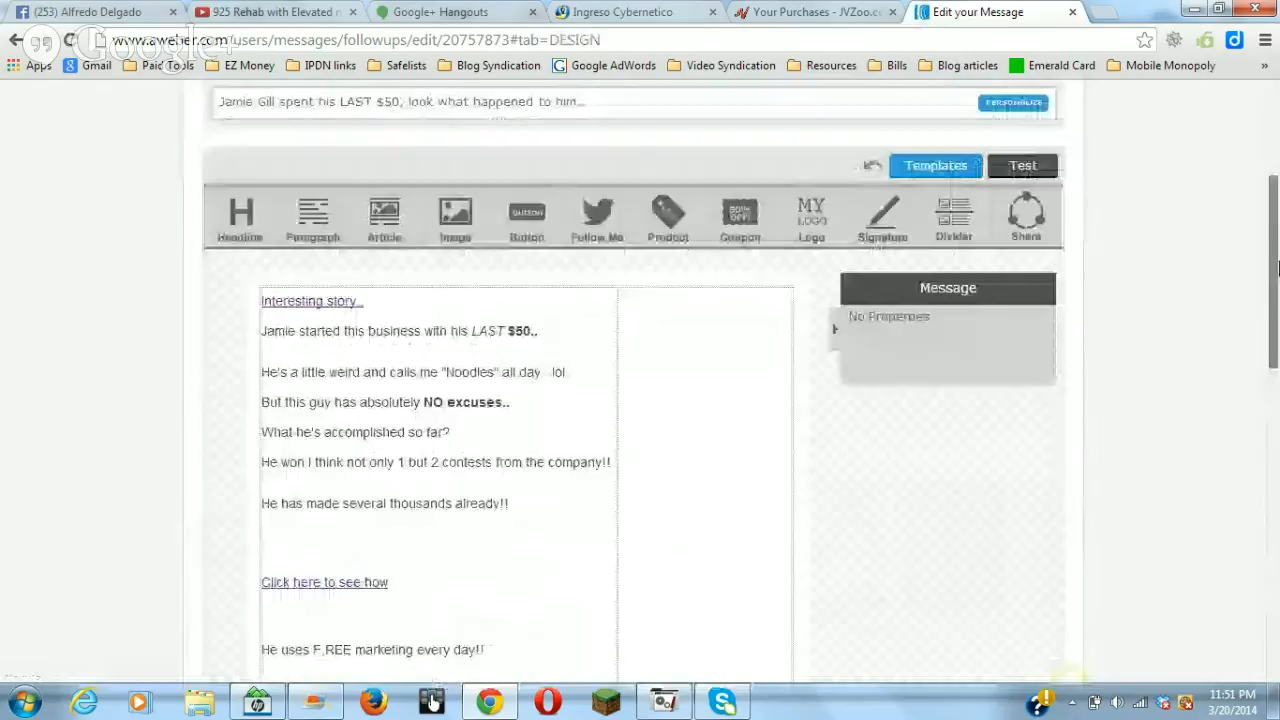 (253) Alfredo Delgado
925 Rehab with Elevated n
Google+ Hangouts
Ingreso Cybernetico
Your Purchases - JVZoo.c
Edit your Message
Google+
www.aweber.com/users/messages/followups/edit/20757873#tab=DESIGN
Apps
Gmail
Paid Tools
EZ Money
IPDN links
Safelists
Blog Syndication
Google AdWords
Video Syndication
Resources
Bills
Blog articles
Emerald Card
Mobile Monopoly
»
Jamie Gill spent his LAST $50, look what happened to him...
PERSONALIZE
Templates
Test
H
BUTTON
MY
LOGO
Headline
Paragraph
Article
Image
Button
Follow Me
Product
Coupon
Logo
Signature
Divider
Share
Message
No Properties
Interesting story...
Jamie started this business with his LAST $50..
He's a little weird and calls me "Noodles" all day lol
But this guy has absolutely NO excuses..
What he's accomplished so far?
He won I think not only 1 but 2 contests from the company!!
He has made several thousands already!!
Click here to see how
He uses F.REE marketing every day!!
11:51 PM
3/20/2014